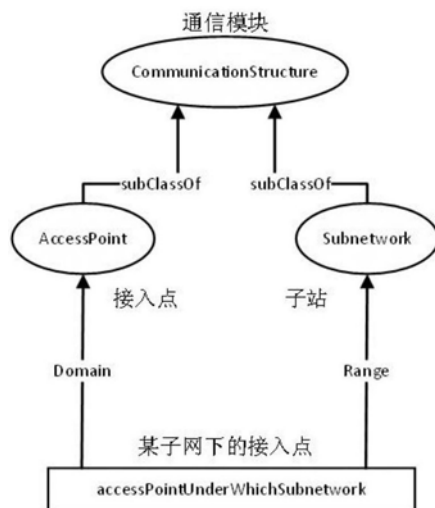 通信模块
CommunicationStructure
subClassOf subClassOf
AccessPoint Subnetwork
接入点 子站
Domain Range
某子网下的接入点
accessPointUnderWhichSubnetwork